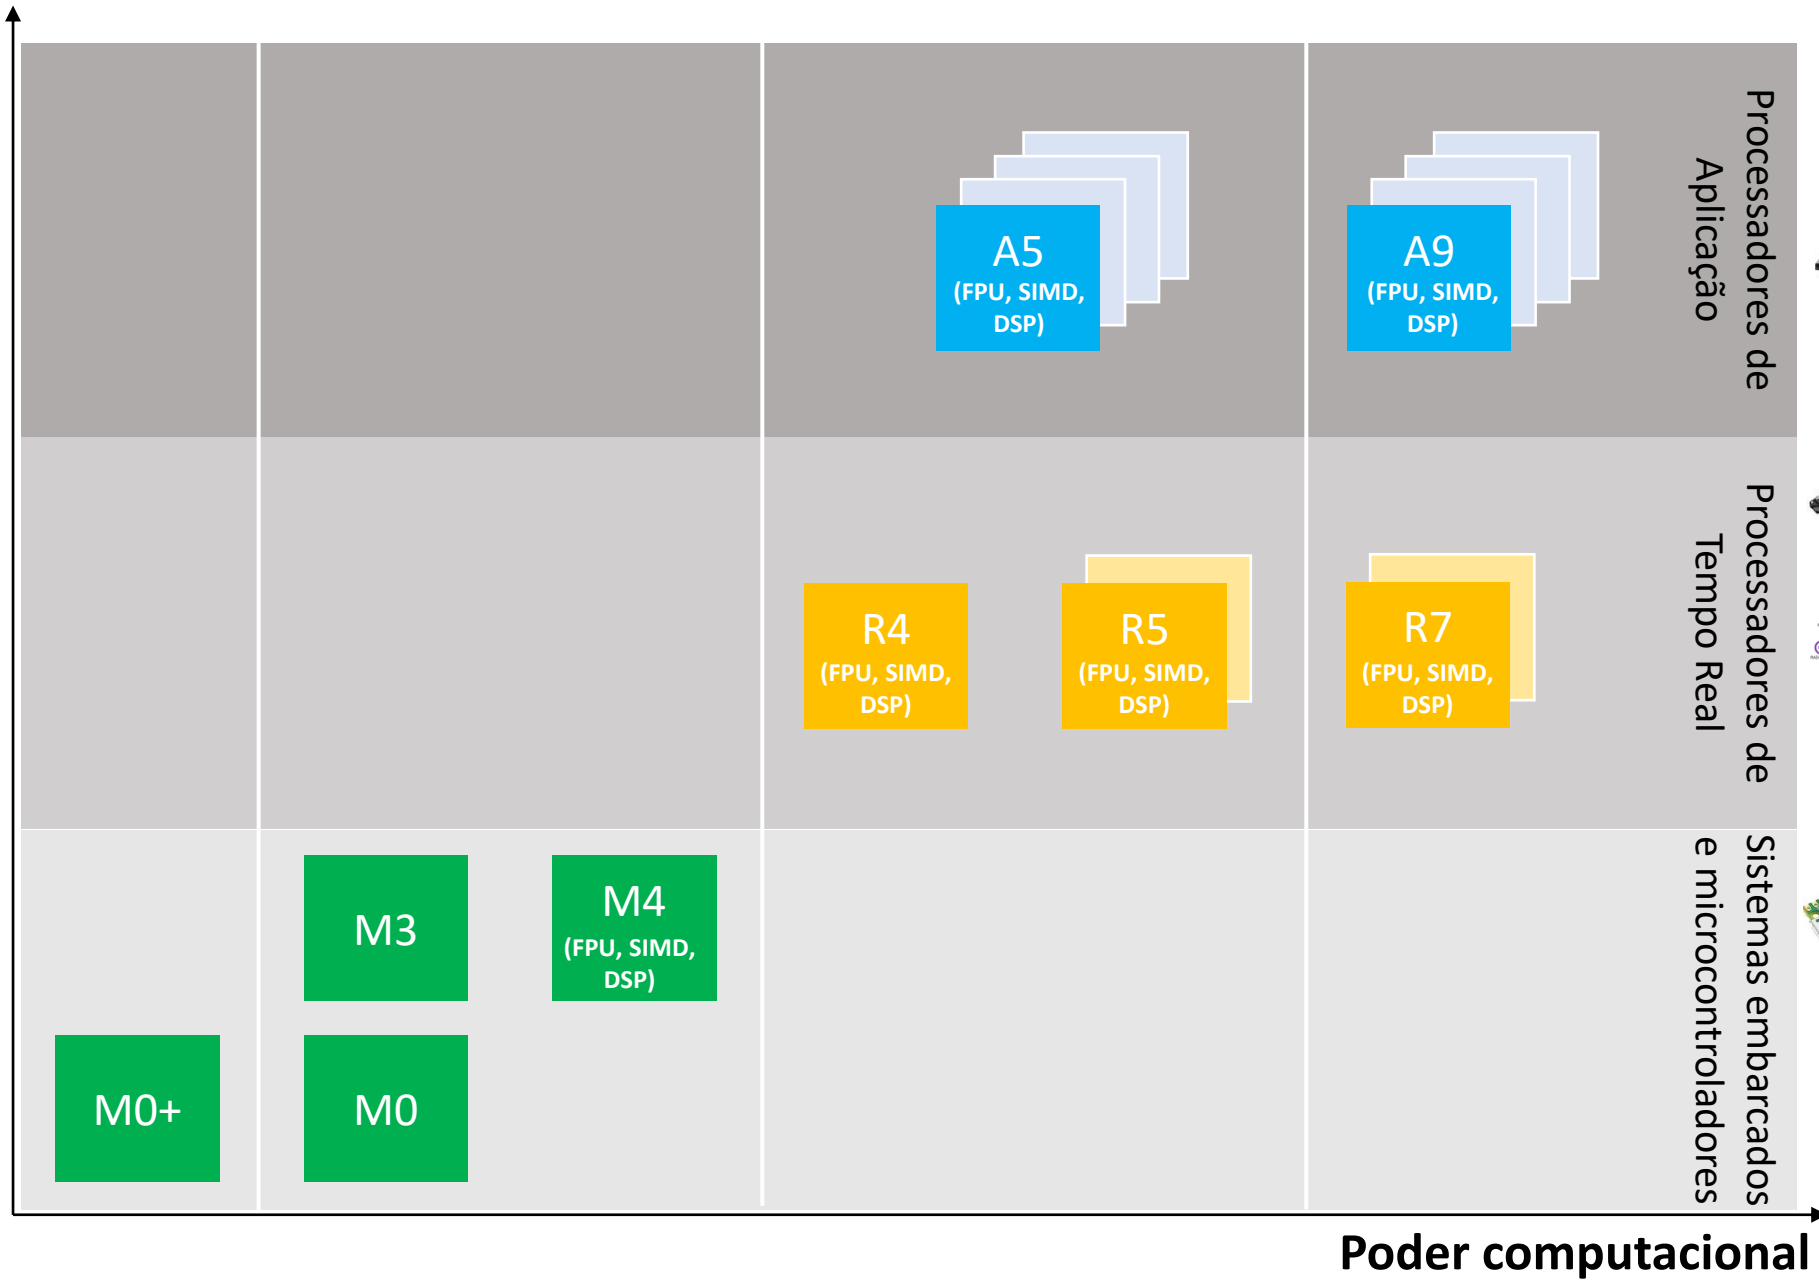 Processadores de
Aplicação
A5
(FPU, SIMD,
DSP)
A9
(FPU, SIMD,
DSP)
Processadores de
Tempo Real
R4
(FPU, SIMD,
DSP)
R5
(FPU, SIMD,
DSP)
R7
(FPU, SIMD,
DSP)
Sistemas embarcados
e microcontroladores
M3
M4
(FPU, SIMD,
DSP)
M0+
M0
Poder computacional